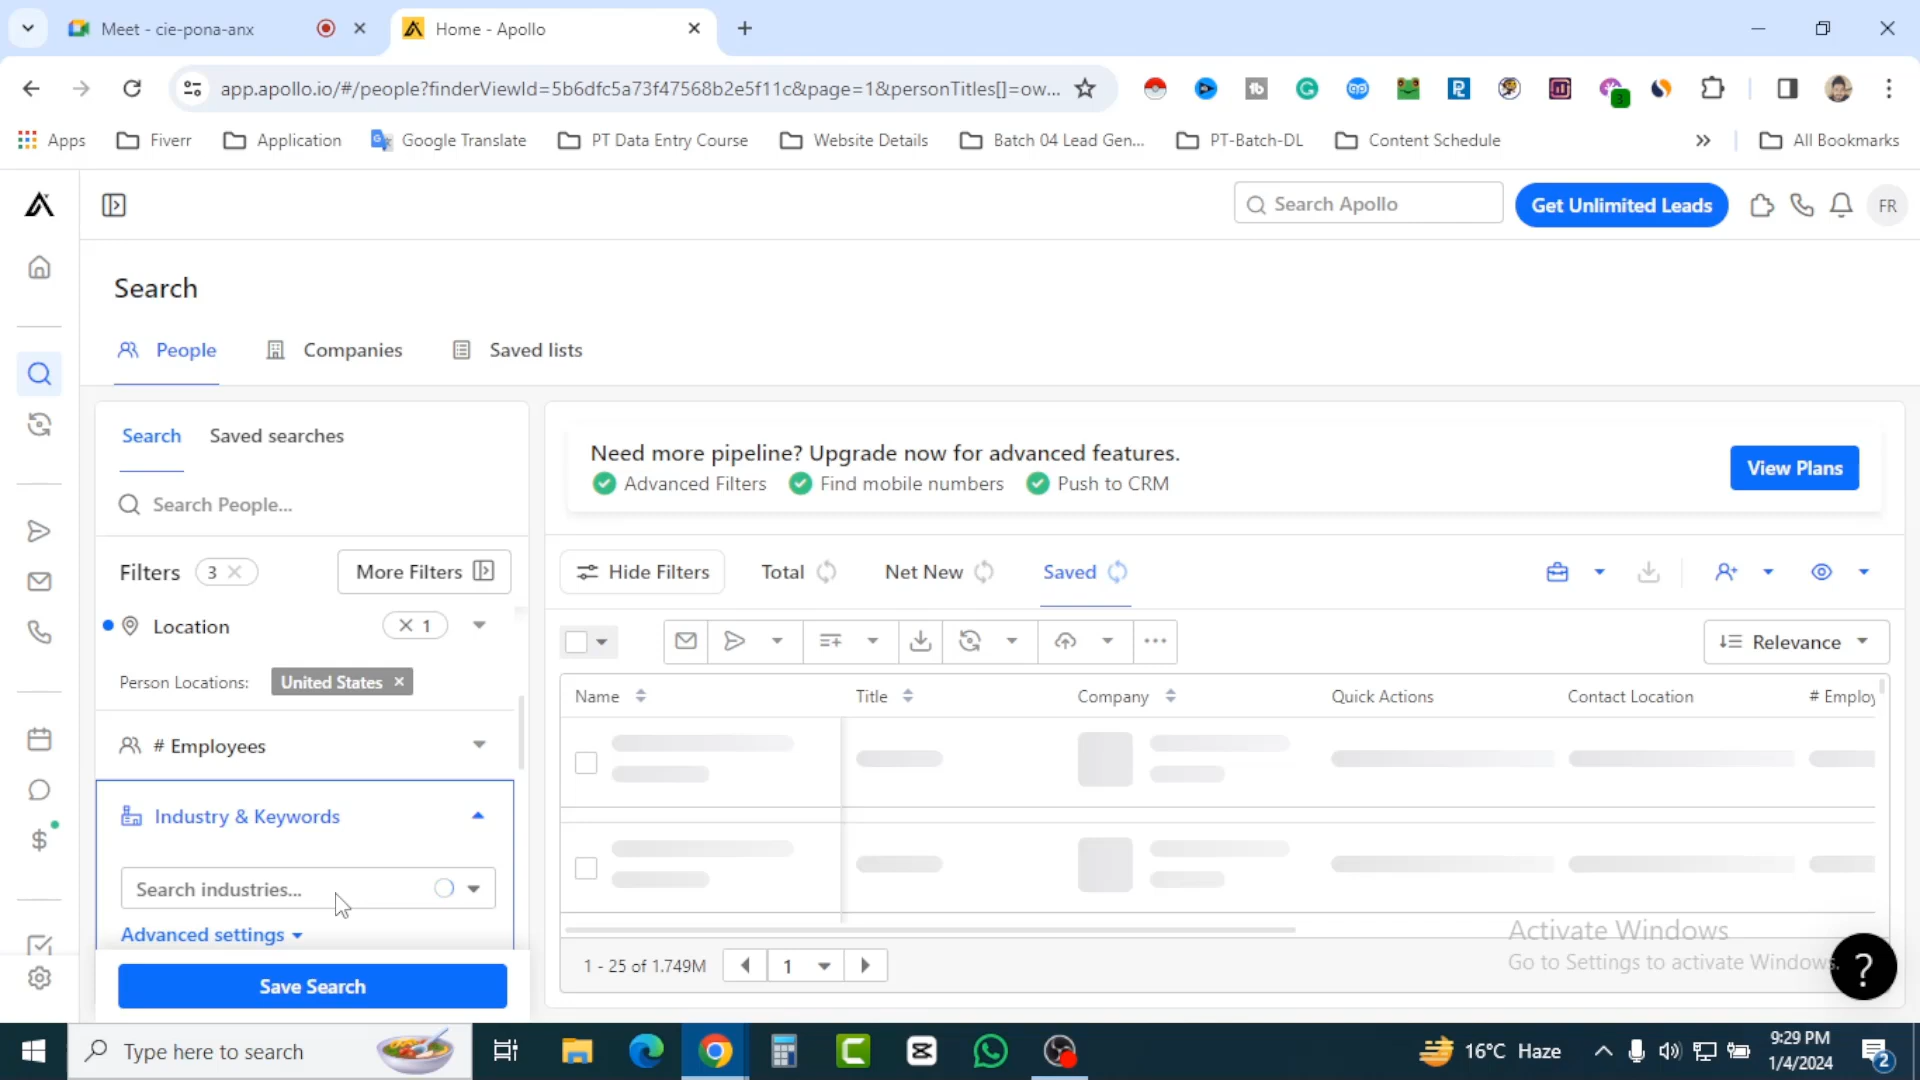 Meet - cie-pona-anx
Home - Apollo
app.apollo.io/#/people?finderViewId=5b6dfc5a73f47568b2e5f11c&page=1&personTitles[]=ow...
Apps
Fiverr
Application
Google Translate
PT Data Entry Course
Website Details
Batch 04 Lead Gen...
PT-Batch-DL
Content Schedule
All Bookmarks
Search Apollo
Get Unlimited Leads
FR
Search
People
Companies
Saved lists
Search
Saved searches
Search People...
Filters
3
More Filters
Location
1
Person Locations:
United States
# Employees
Industry & Keywords
Search industries...
Advanced settings
Save Search
Need more pipeline? Upgrade now for advanced features.
Advanced Filters
Find mobile numbers
Push to CRM
View Plans
Hide Filters
Total
Net New
Saved
Relevance
Name
Title
Company
Quick Actions
Contact Location
# Employ
1 - 25 of 1.749M
1
Activate Windows
Go to Settings to activate Windows.
?
Type here to search
16°C Haze
9:29 PM
1/4/2024
2